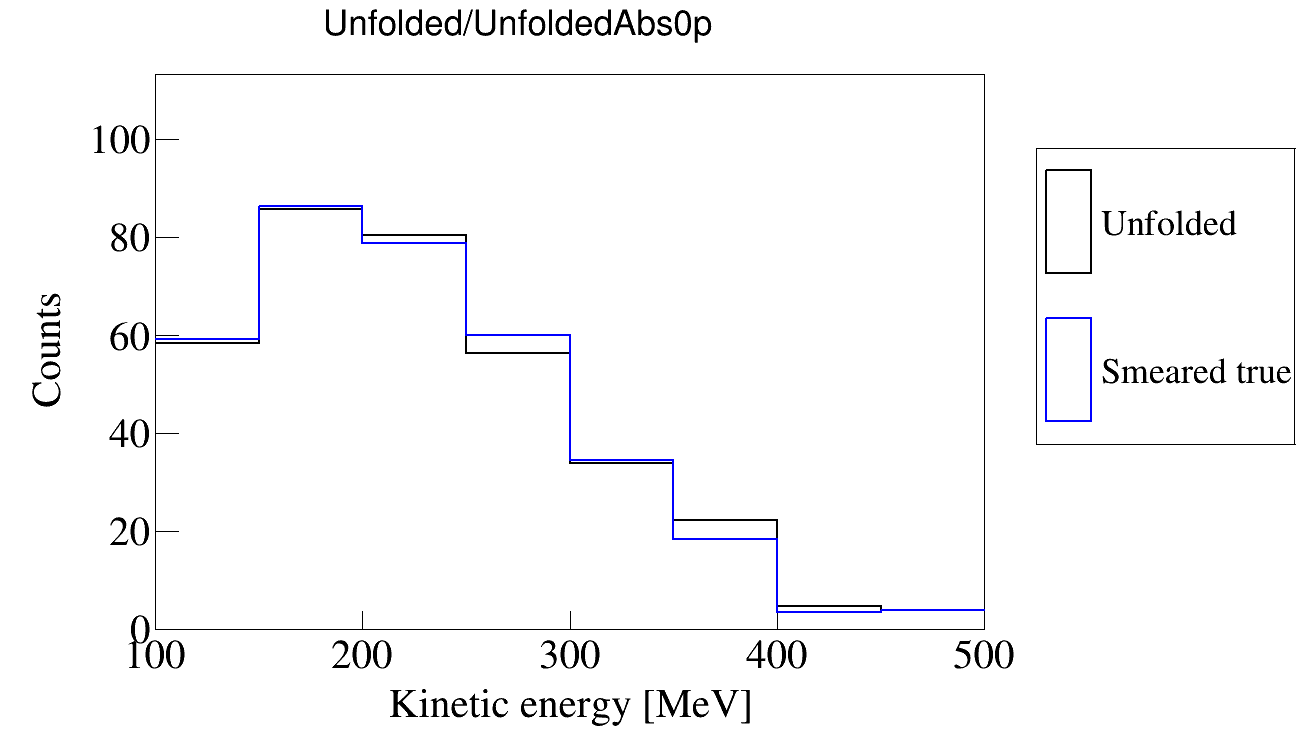 Unfolded/UnfoldedAbs0p
100
80
60
40
20
0
Counts
100 200 300 400 500
Kinetic energy [MeV]
Unfolded
Smeared true